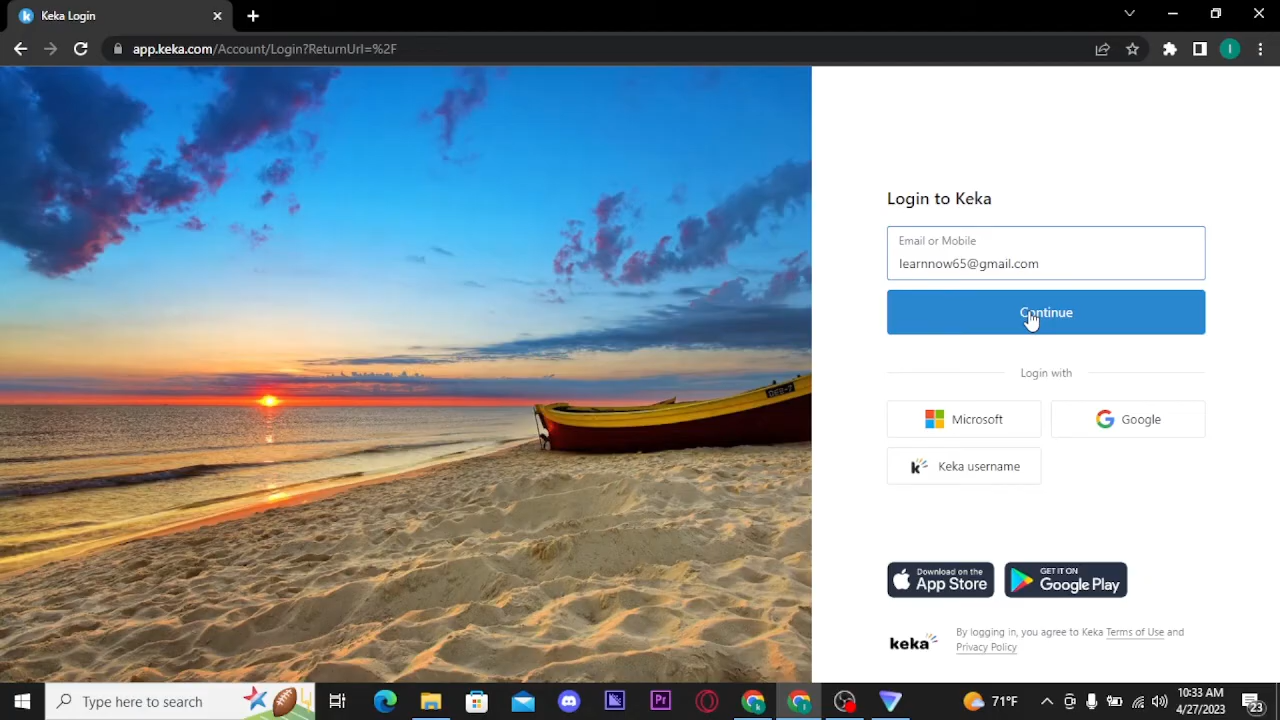 Keka Login
app.keka.com/Account/Login?ReturnUrl=%2F
I
Login to Keka
Email or Mobile
learnnow65@gmail.com
Continue
Login with
Microsoft
Google
Keka username
Download on the
App Store
GET IT ON
Google Play
keka
By logging in, you agree to Keka Terms of Use and
Privacy Policy
Type here to search
Pr
71°F
10:33 AM
4/27/2023
23